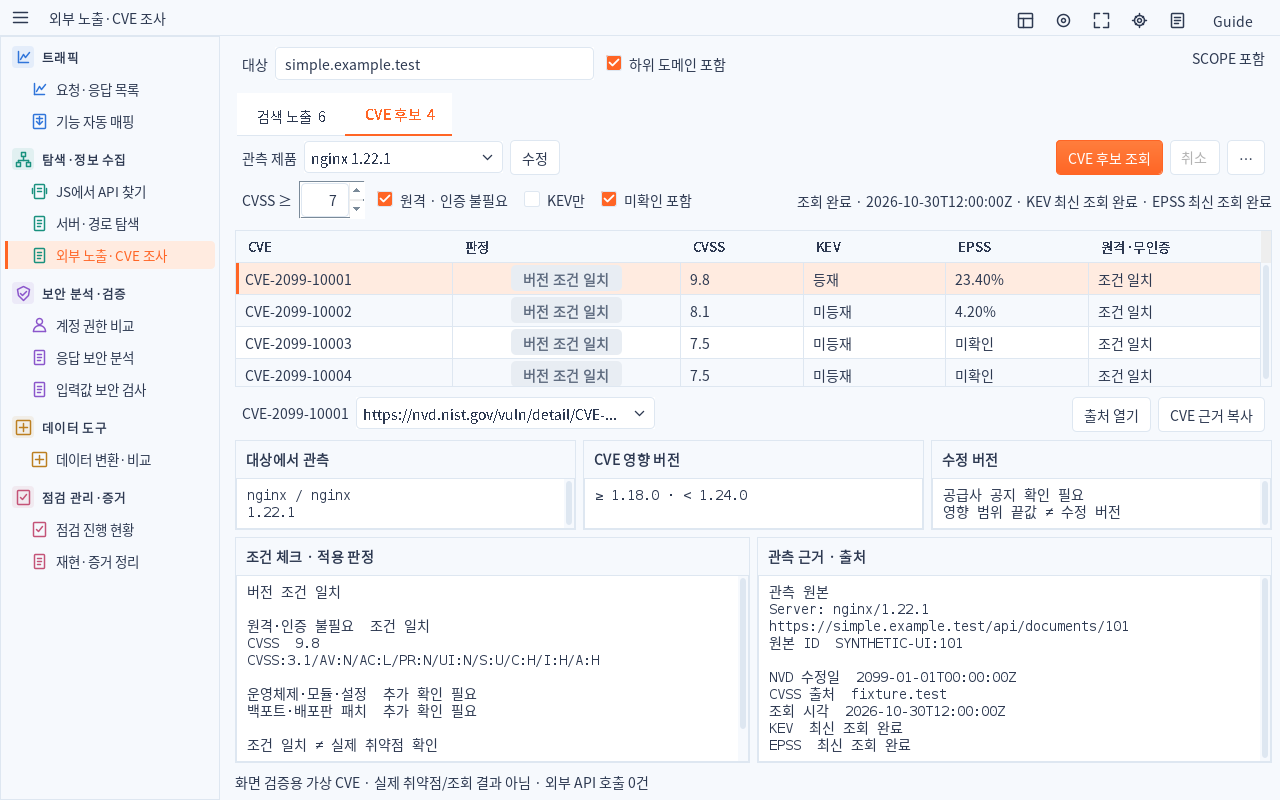 외부 노출·CVE 조사
Guide
트래픽
요청·응답 목록
기능 자동 매핑
탐색·정보 수집
JS에서 API 찾기
서버·경로 탐색
외부 노출·CVE 조사
보안 분석·검증
계정 권한 비교
응답 보안 분석
입력값 보안 검사
데이터 도구
데이터 변환·비교
점검 관리·증거
점검 진행 현황
재현·증거 정리
대상 simple.example.test 하위 도메인 포함 SCOPE 포함
검색 노출 6 CVE 후보 4
관측 제품 nginx 1.22.1 수정 CVE 후보 조회 취소 ...
CVSS ≥ 7 원격 · 인증 불필요 KEV만 미확인 포함 조회 완료 · 2026-10-30T12:00:00Z · KEV 최신 조회 완료 · EPSS 최신 조회 완료
CVE 판정 CVSS KEV EPSS 원격·무인증
CVE-2099-10001 버전 조건 일치 9.8 등재 23.40% 조건 일치
CVE-2099-10002 버전 조건 일치 8.1 미등재 4.20% 조건 일치
CVE-2099-10003 버전 조건 일치 7.5 미등재 미확인 조건 일치
CVE-2099-10004 버전 조건 일치 7.5 미등재 미확인 조건 일치
CVE-2099-10001 https://nvd.nist.gov/vuln/detail/CVE-... 출처 열기 CVE 근거 복사
대상에서 관측
nginx / nginx
1.22.1
CVE 영향 버전
≥ 1.18.0 · < 1.24.0
수정 버전
공급사 공지 확인 필요
영향 범위 끝값 ≠ 수정 버전
조건 체크 · 적용 판정
버전 조건 일치
원격·인증 불필요 조건 일치
CVSS 9.8
CVSS:3.1/AV:N/AC:L/PR:N/UI:N/S:U/C:H/I:H/A:H
운영체제·모듈·설정 추가 확인 필요
백포트·배포판 패치 추가 확인 필요
조건 일치 ≠ 실제 취약점 확인
관측 근거 · 출처
관측 원본
Server: nginx/1.22.1
https://simple.example.test/api/documents/101
원본 ID SYNTHETIC-UI:101
NVD 수정일 2099-01-01T00:00:00Z
CVSS 출처 fixture.test
조회 시각 2026-10-30T12:00:00Z
KEV 최신 조회 완료
EPSS 최신 조회 완료
화면 검증용 가상 CVE · 실제 취약점/조회 결과 아님 · 외부 API 호출 0건